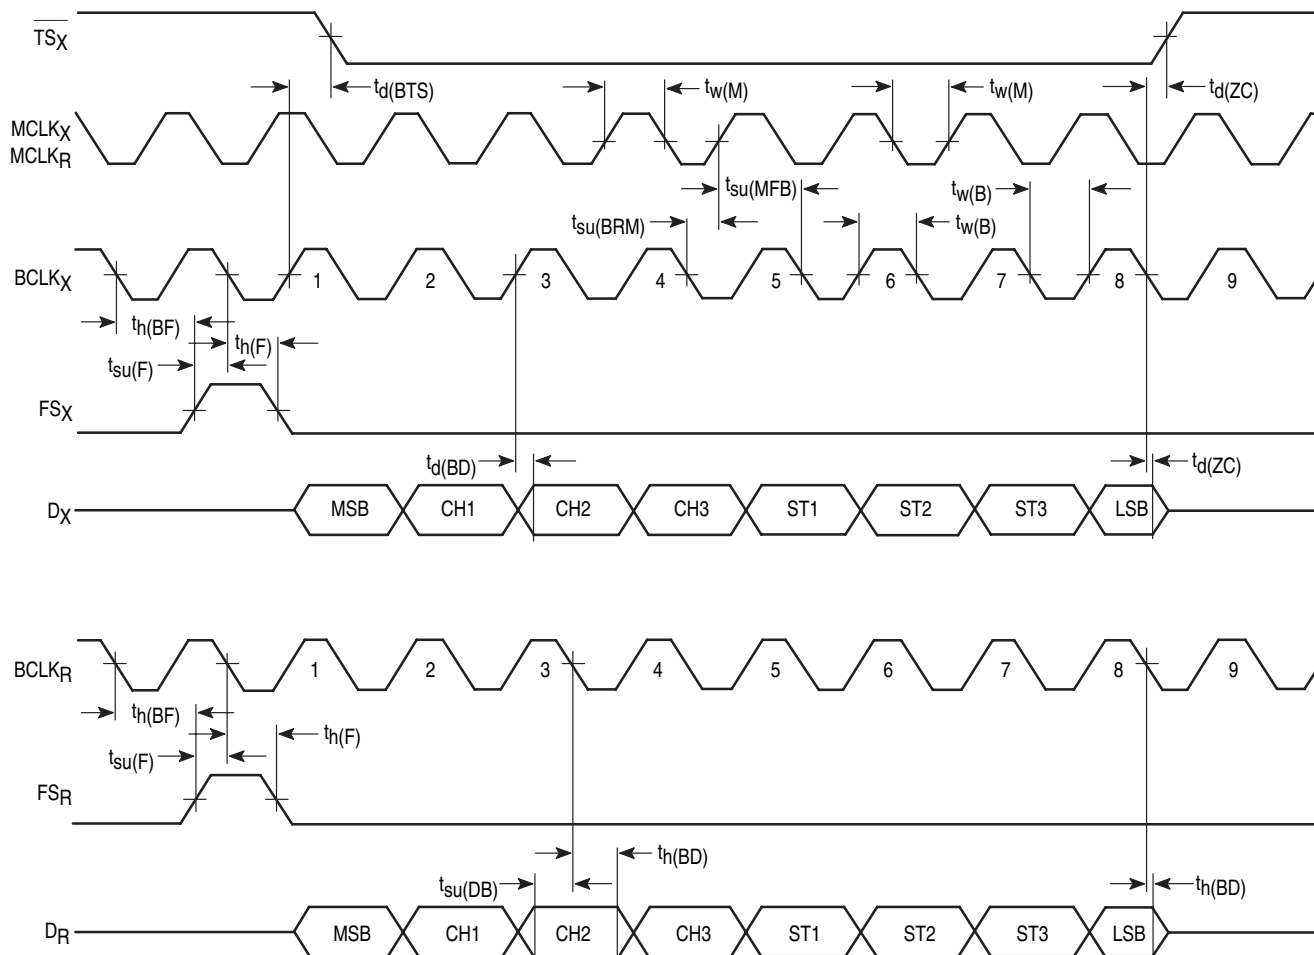 TSX
td(BTS)
tw(M)
tw(M)
td(ZC)
MCLKX
MCLKR
tsu(MFB)
tw(B)
tsu(BRM)
tw(B)
BCLKX
1 2 3 4 5 6 7 8 9
th(BF)
th(F)
tsu(F)
FSX
td(BD)
td(ZC)
DX
MSB CH1 CH2 CH3 ST1 ST2 ST3 LSB
BCLKR
1 2 3 4 5 6 7 8 9
th(BF)
th(F)
tsu(F)
FSR
th(BD)
tsu(DB)
th(BD)
DR
MSB CH1 CH2 CH3 ST1 ST2 ST3 LSB